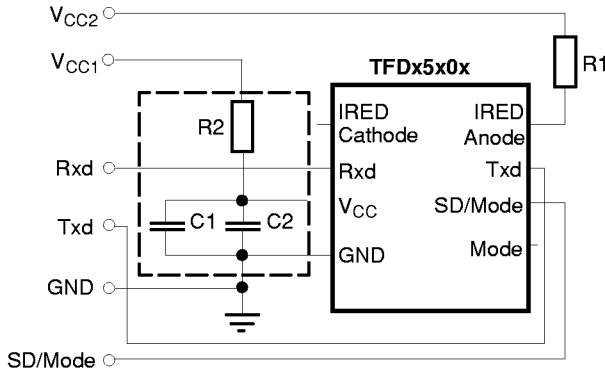 VCC2
VCC1
TFDx5x0x
R1
R2
IRED
Cathode
IRED
Anode
Rxd
Rxd
Txd
VCC
SD/Mode
Txd
C1
C2
GND
Mode
GND
SD/Mode